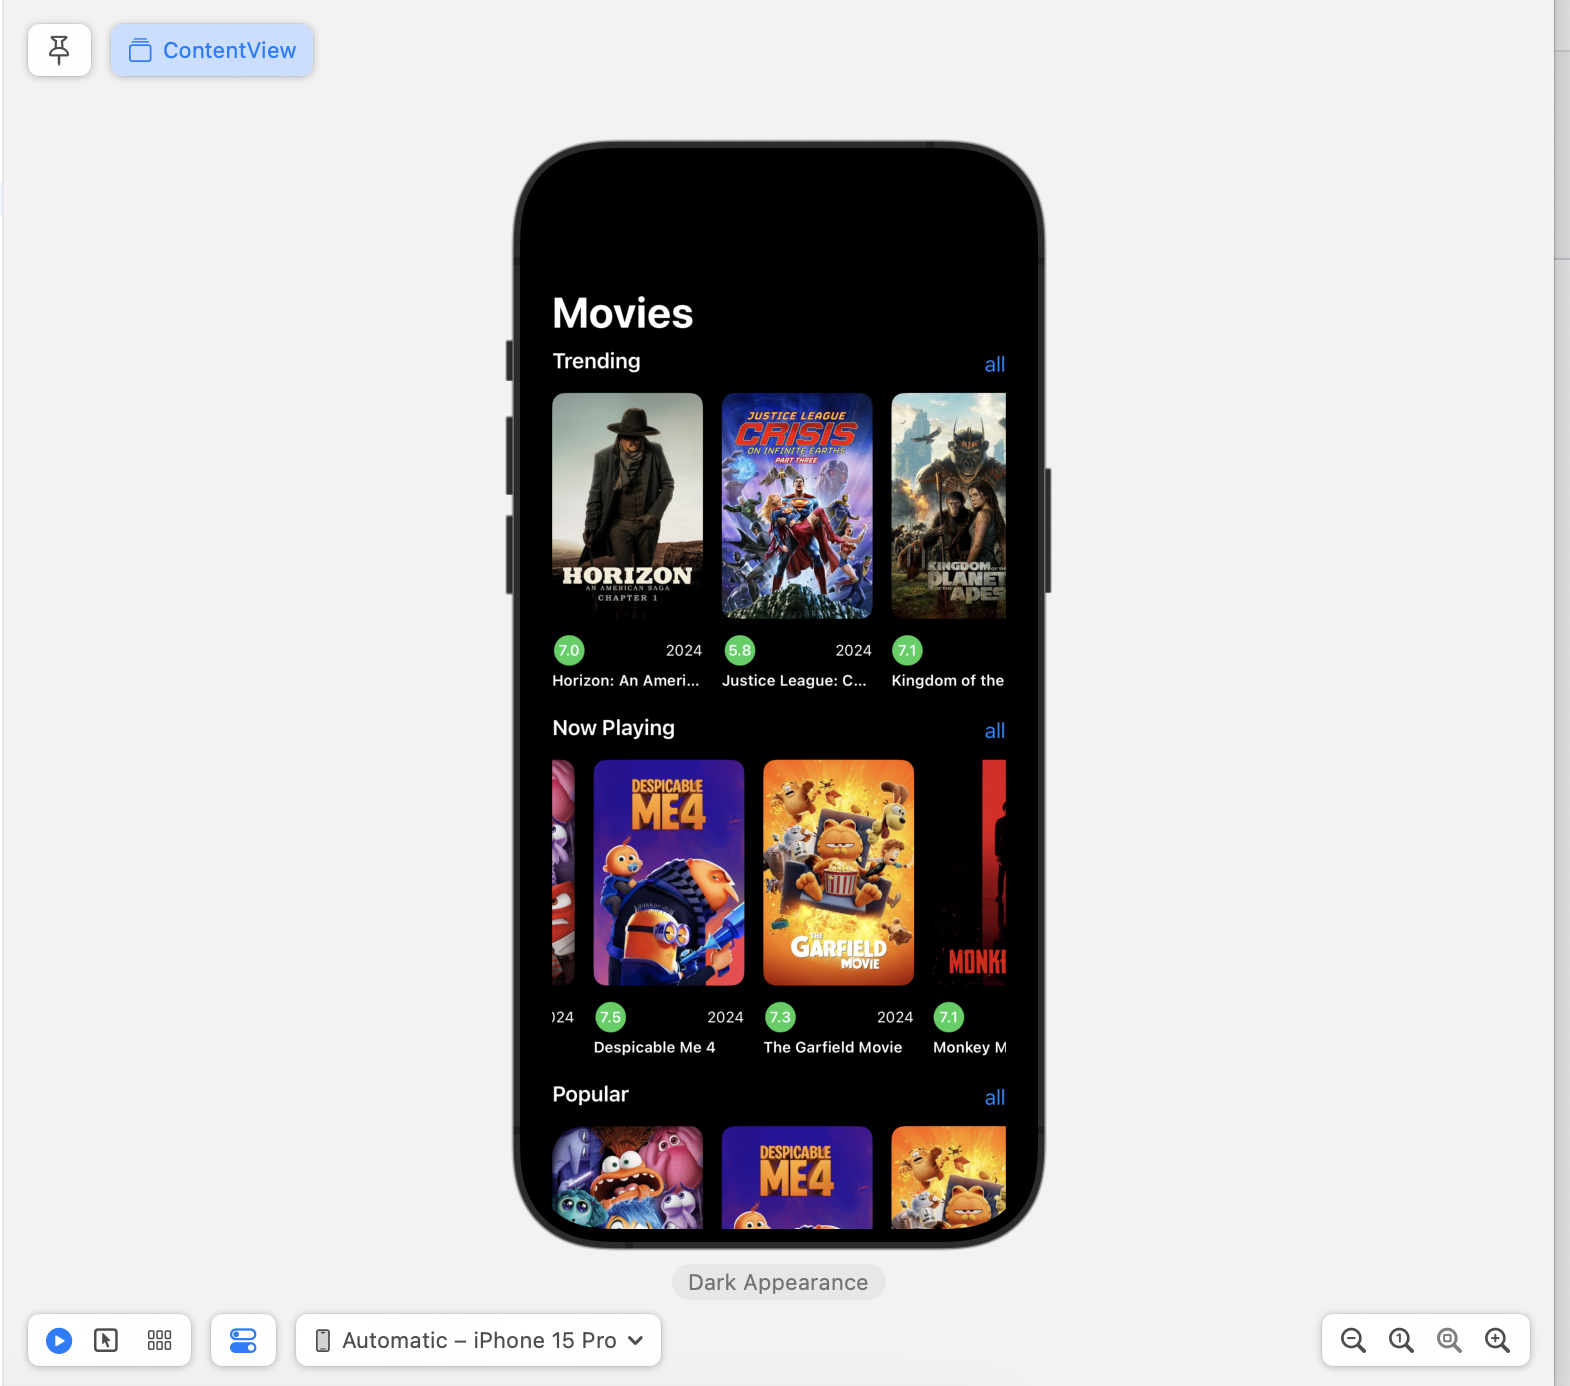 ContentView
Movies
Trending
all
HORIZON
AN AMERICAN SAGA
CHAPTER 1
JUSTICE LEAGUE
CRISIS
ON INFINITE EARTHS
PART THREE
KINGDOM OF THE
PLANET
OF THE APES
7.0 2024
5.8 2024
7.1
Horizon: An Ameri...
Justice League: C...
Kingdom of the
Now Playing
all
DESPICABLE
ME4
THE
GARFIELD
MOVIE
MONK
024
7.5 2024
7.3 2024
7.1
Despicable Me 4
The Garfield Movie
Monkey M
Popular
all
DESPICABLE
ME4
Dark Appearance
Automatic – iPhone 15 Pro
1